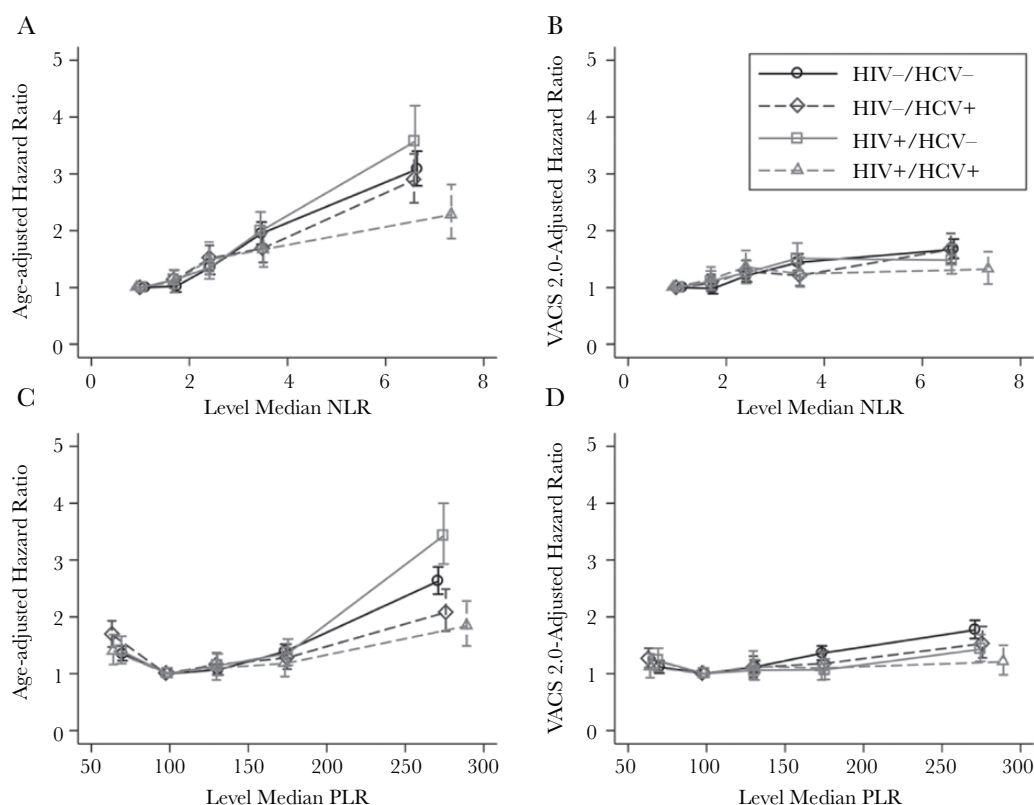 A
Age-adjusted Hazard Ratio
5
4
3
2
1
0
0 2 4 6 8
Level Median NLR
B
VACS 2.0-Adjusted Hazard Ratio
5
4
3
2
1
0
0 2 4 6 8
Level Median NLR
HIV–/HCV–
HIV–/HCV+
HIV+/HCV–
HIV+/HCV+
C
Age-adjusted Hazard Ratio
5
4
3
2
1
0
50 100 150 200 250 300
Level Median PLR
D
VACS 2.0-Adjusted Hazard Ratio
5
4
3
2
1
0
50 100 150 200 250 300
Level Median PLR